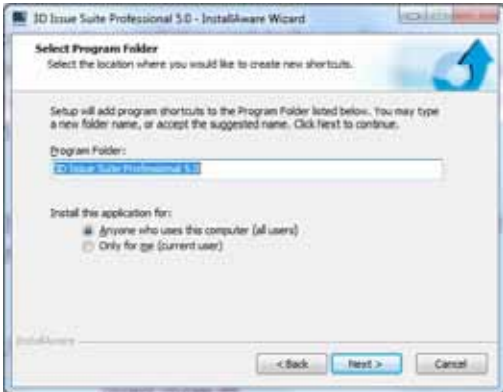 3D Issue Suite Professional 5.0 - InstallAware Wizard
Select Program Folder
Select the location where you would like to create new shortcuts.
Setup will add program shortcuts to the Program Folder listed below. You may type
a new folder name, or accept the suggested name. Click Next to continue.
Program Folder:
3D Issue Suite Professional 5.0
Install this application for:
Anyone who uses this computer (all users)
Only for me (current user)
InstallAware
< Back
Next >
Cancel